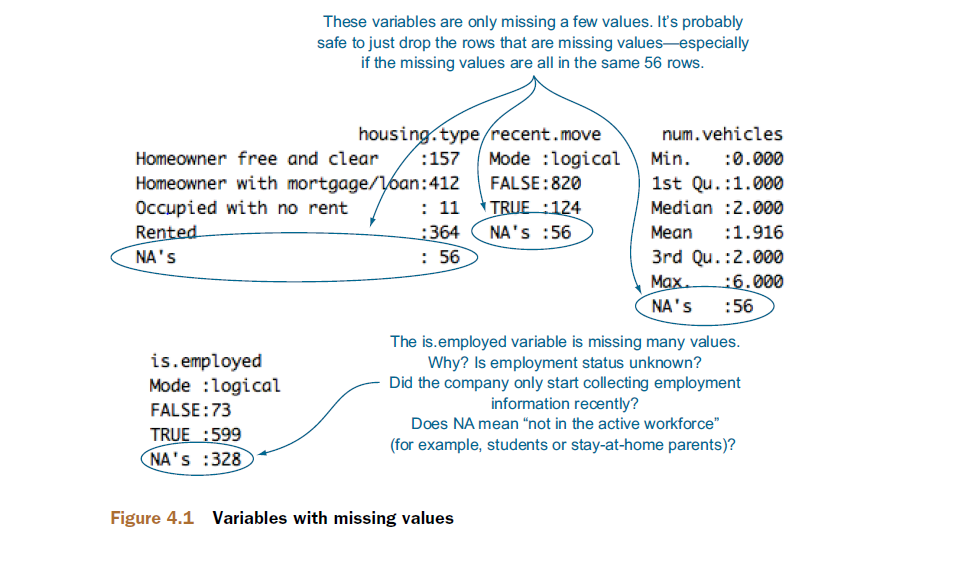 These variables are only missing a few values. It's probably
safe to just drop the rows that are missing values—especially
if the missing values are all in the same 56 rows.
housing.type recent.move num.vehicles
Homeowner free and clear :157 Mode :logical Min. :0.000
Homeowner with mortgage/loan:412 FALSE:820 1st Qu.:1.000
Occupied with no rent : 11 TRUE :124 Median :2.000
Rented :364 NA's :56 Mean :1.916
NA's : 56 3rd Qu.:2.000
Max. :6.000
NA's :56
The is.employed variable is missing many values.
Why? Is employment status unknown?
Did the company only start collecting employment
information recently?
Does NA mean “not in the active workforce”
(for example, students or stay-at-home parents)?
is.employed
Mode :logical
FALSE:73
TRUE :599
NA's :328
Figure 4.1 Variables with missing values